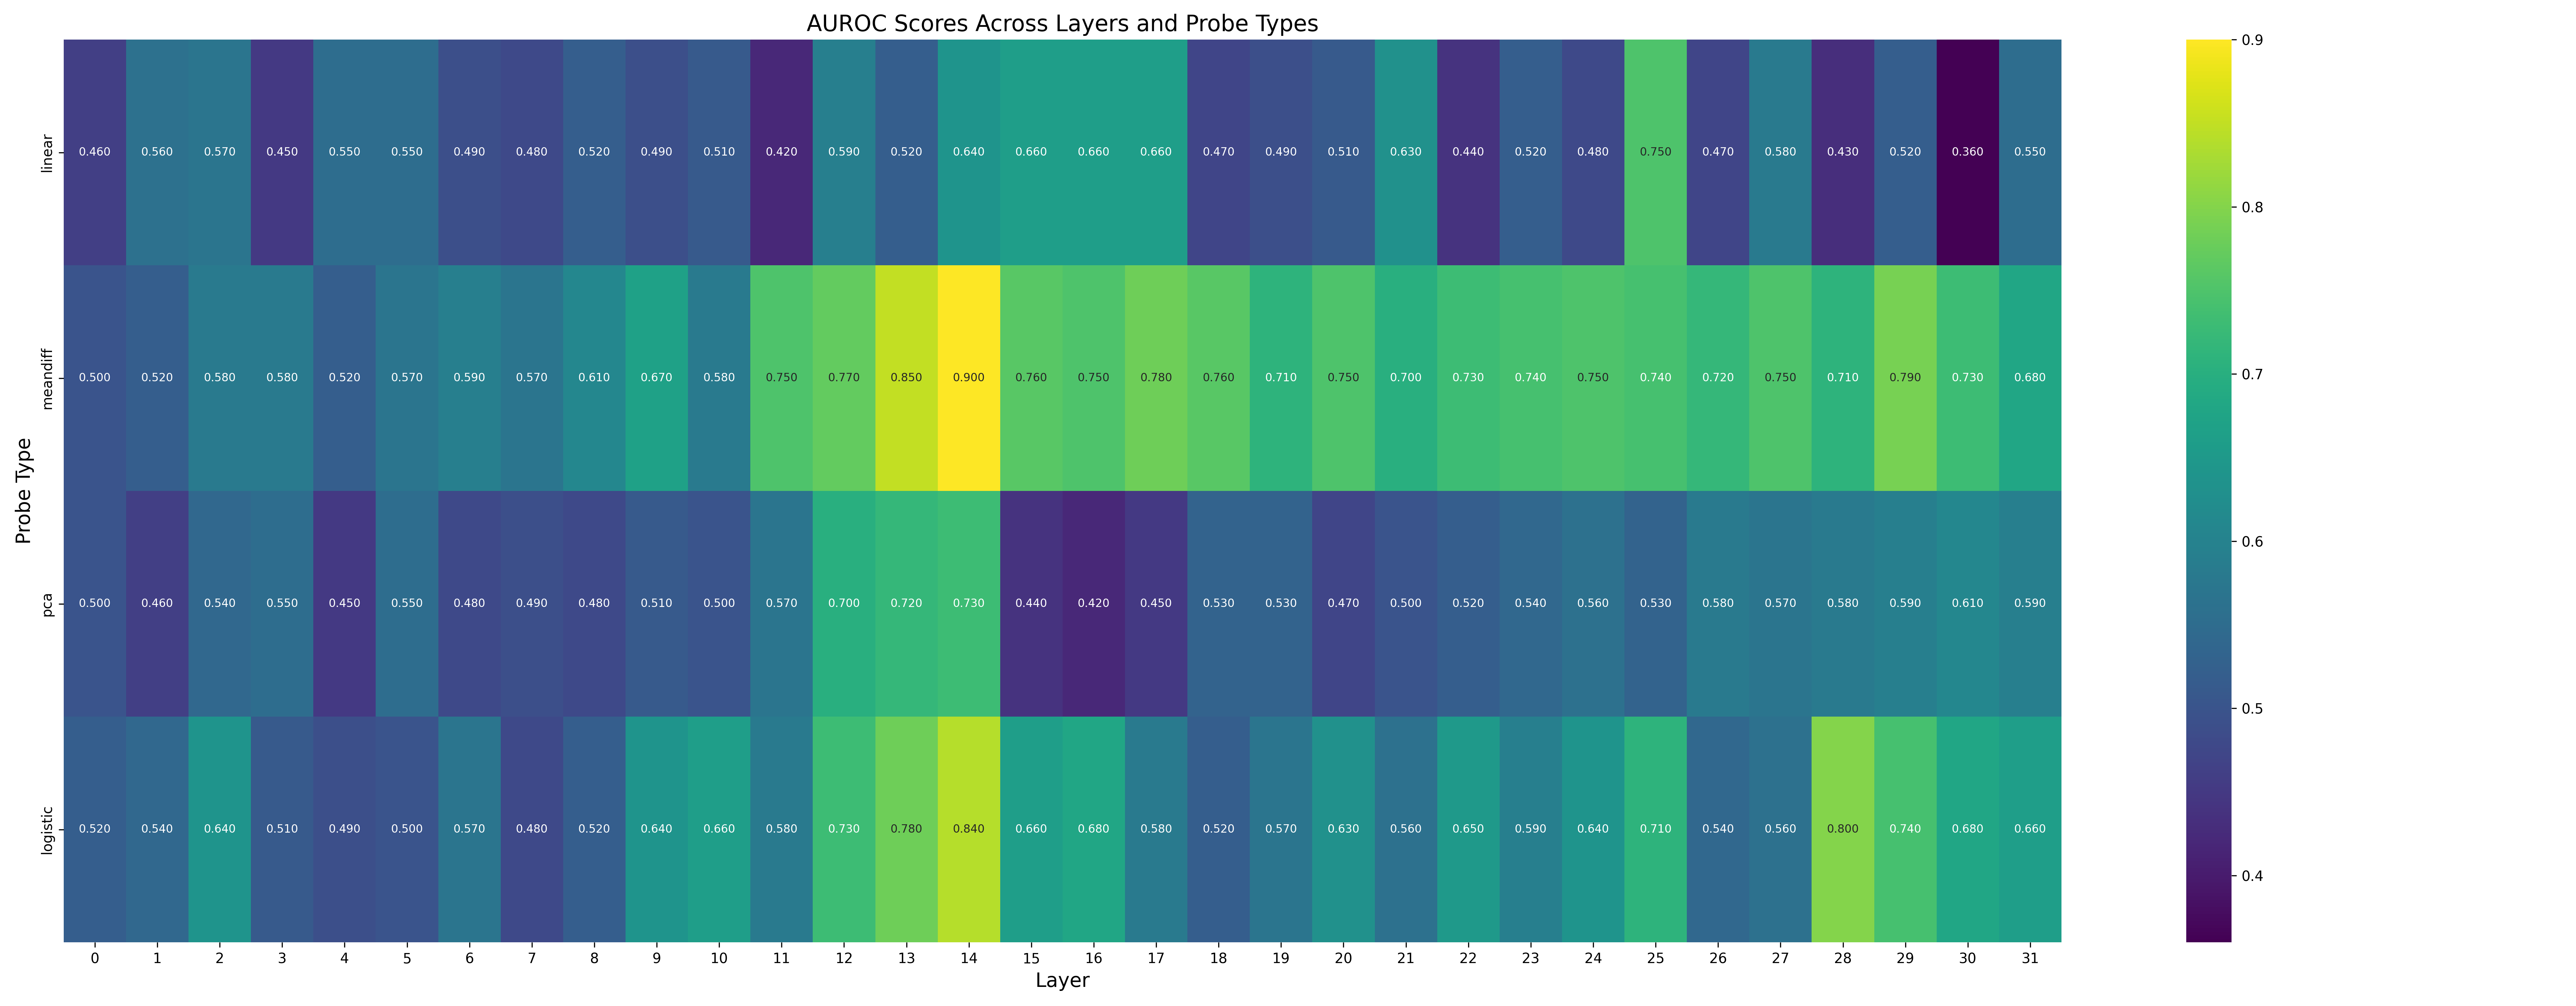 AUROC Scores Across Layers and Probe Types
Probe Type
linear
0.460 0.560 0.570 0.450 0.550 0.550 0.490 0.480 0.520 0.490 0.510 0.420 0.590 0.520 0.640 0.660 0.660 0.660 0.470 0.490 0.510 0.630 0.440 0.520 0.480 0.750 0.470 0.580 0.430 0.520 0.360 0.550
meandiff
0.500 0.520 0.580 0.580 0.520 0.570 0.590 0.570 0.610 0.670 0.580 0.750 0.770 0.850 0.900 0.760 0.750 0.780 0.760 0.710 0.750 0.700 0.730 0.740 0.750 0.740 0.720 0.750 0.710 0.790 0.730 0.680
pca
0.500 0.460 0.540 0.550 0.450 0.550 0.480 0.490 0.480 0.510 0.500 0.570 0.700 0.720 0.730 0.440 0.420 0.450 0.530 0.530 0.470 0.500 0.520 0.540 0.560 0.530 0.580 0.570 0.580 0.590 0.610 0.590
logistic
0.520 0.540 0.640 0.510 0.490 0.500 0.570 0.480 0.520 0.640 0.660 0.580 0.730 0.780 0.840 0.660 0.680 0.580 0.520 0.570 0.630 0.560 0.650 0.590 0.640 0.710 0.540 0.560 0.800 0.740 0.680 0.660
0 1 2 3 4 5 6 7 8 9 10 11 12 13 14 15 16 17 18 19 20 21 22 23 24 25 26 27 28 29 30 31
Layer
0.9
0.8
0.7
0.6
0.5
0.4